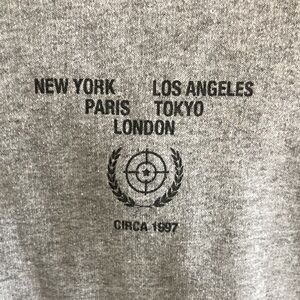 NEW YORK LOS ANGELES
PARIS TOKYO
LONDON
CIRCA 1997